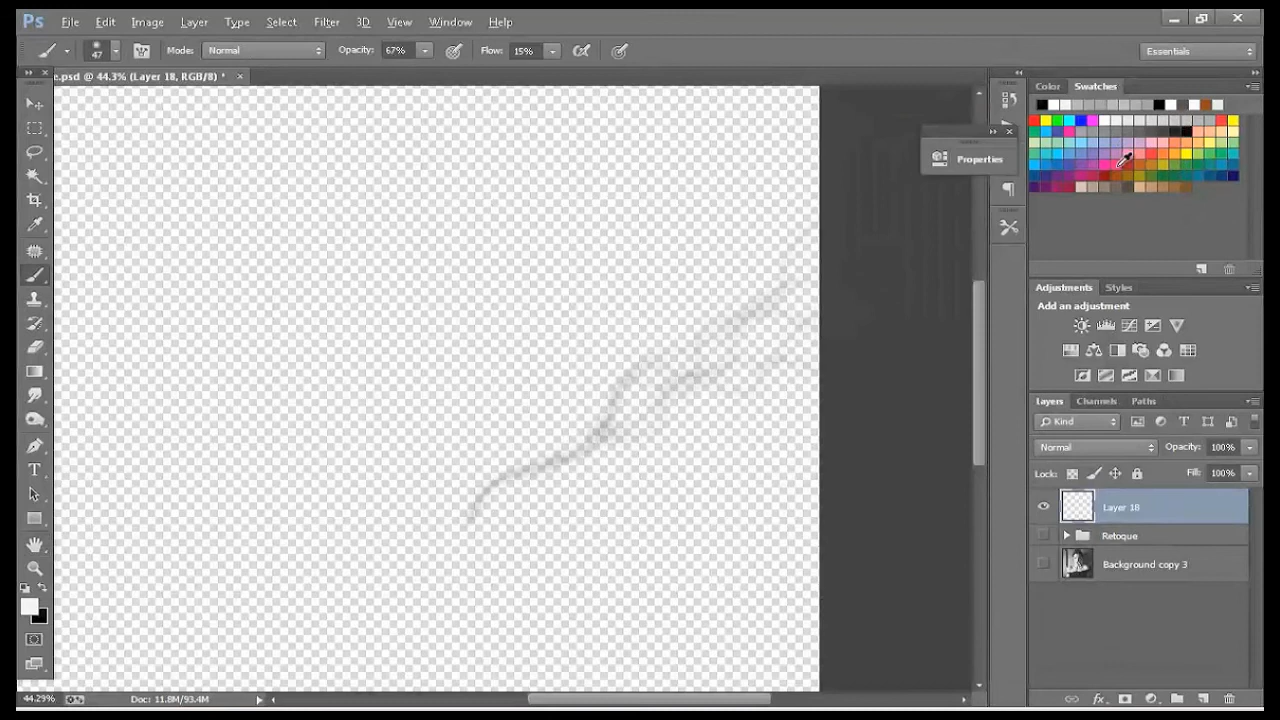 Ps File Edit Image Layer Type Select Filter 3D View Window Help
47 Mode: Normal Opacity: 67% Flow: 15% Essentials
e.psd @ 44.3% (Layer 18, RGB/8) * ×
Color Swatches
Properties
Adjustments Styles
Add an adjustment
Layers Channels Paths
Kind
Normal Opacity: 100%
Lock: Fill: 100%
Layer 18
Retoque
Background copy 3
44.29% Doc: 11.8M/93.4M